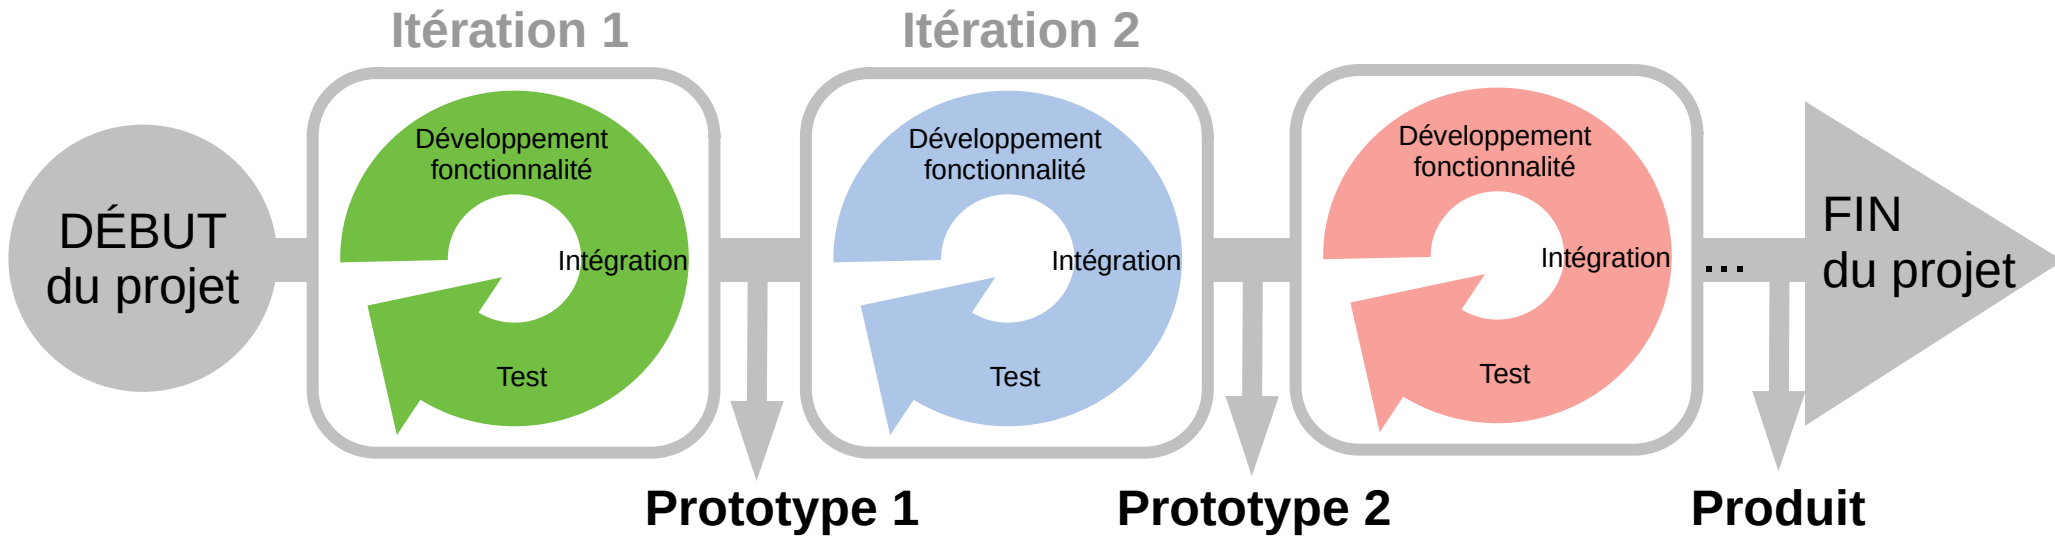 Itération 1
Itération 2
DÉBUT
du projet
Développement
fonctionnalité
Intégration
Test
Développement
fonctionnalité
Intégration
Test
Développement
fonctionnalité
Intégration
Test
...
FIN
du projet
Prototype 1
Prototype 2
Produit